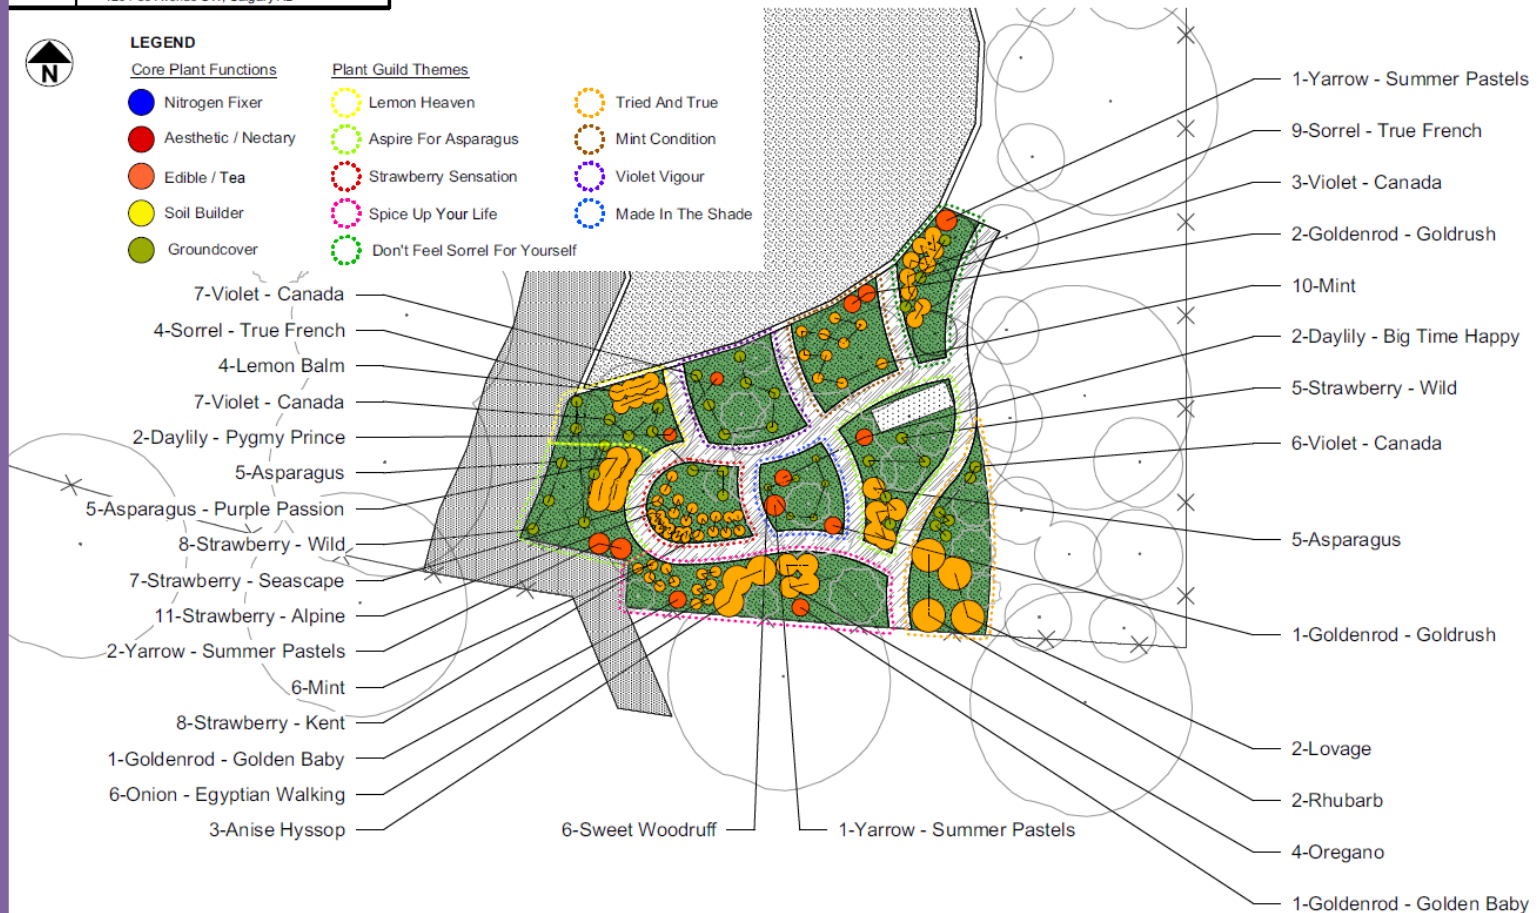 LEGEND
N
Core Plant Functions
Plant Guild Themes
Nitrogen Fixer
Lemon Heaven
Tried And True
Aesthetic / Nectary
Aspire For Asparagus
Mint Condition
Edible / Tea
Strawberry Sensation
Violet Vigour
Soil Builder
Spice Up Your Life
Made In The Shade
Groundcover
Don't Feel Sorrel For Yourself
7-Violet - Canada
4-Sorrel - True French
4-Lemon Balm
7-Violet - Canada
2-Daylily - Pygmy Prince
5-Asparagus
5-Asparagus - Purple Passion
8-Strawberry - Wild
7-Strawberry - Seascape
11-Strawberry - Alpine
2-Yarrow - Summer Pastels
6-Mint
8-Strawberry - Kent
1-Goldenrod - Golden Baby
6-Onion - Egyptian Walking
3-Anise Hyssop
6-Sweet Woodruff
1-Yarrow - Summer Pastels
1-Yarrow - Summer Pastels
9-Sorrel - True French
3-Violet - Canada
2-Goldenrod - Goldrush
10-Mint
2-Daylily - Big Time Happy
5-Strawberry - Wild
6-Violet - Canada
5-Asparagus
1-Goldenrod - Goldrush
2-Lovage
2-Rhubarb
4-Oregano
1-Goldenrod - Golden Baby